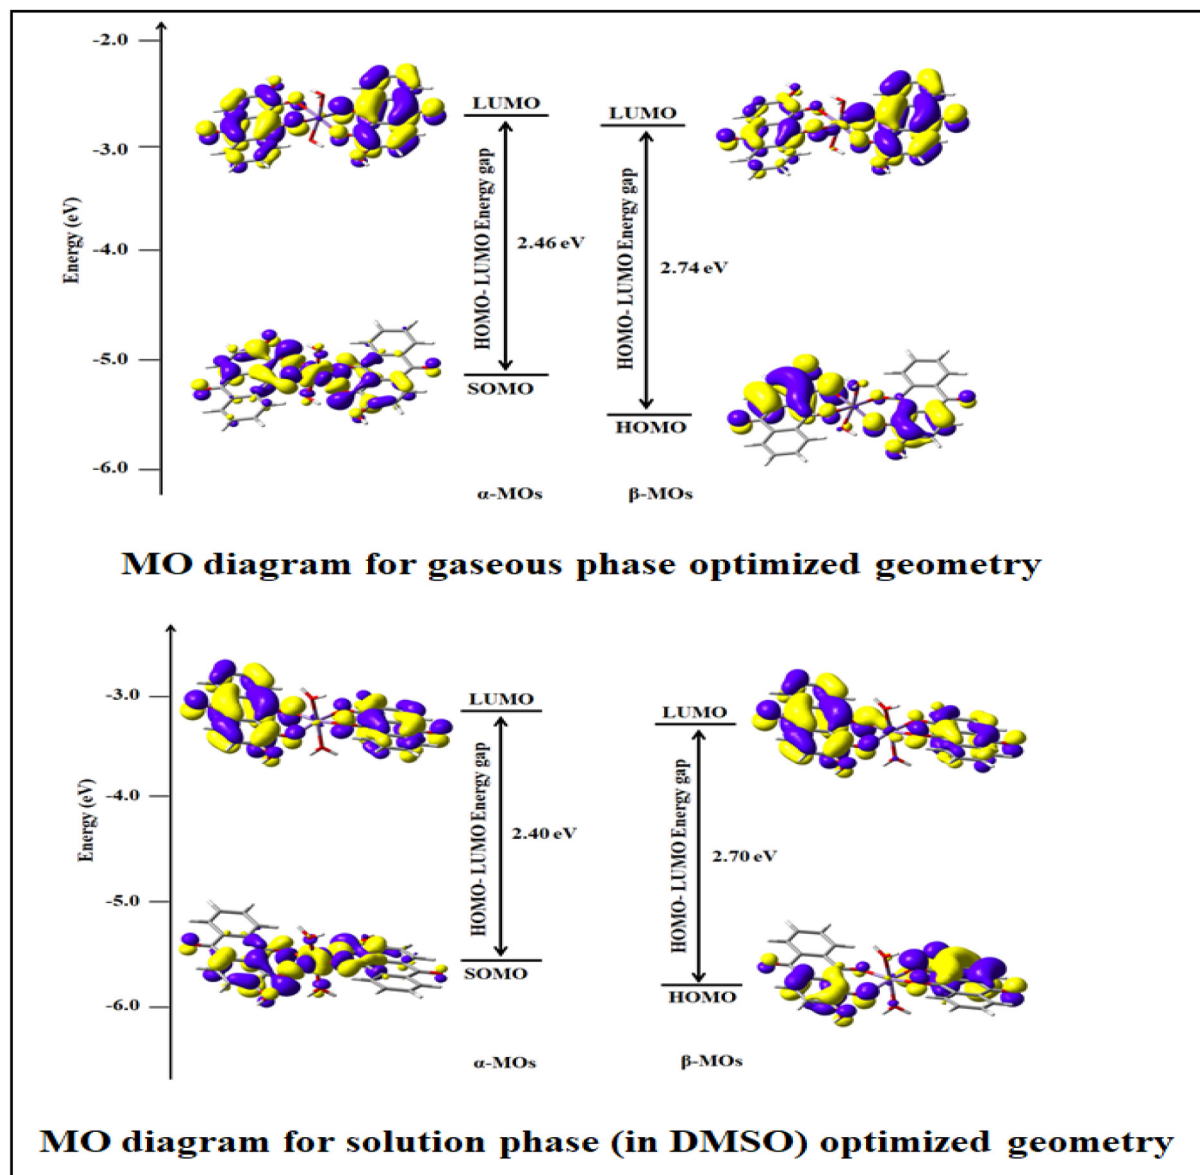 -2.0
LUMO
LUMO
-3.0
HOMO- LUMO Energy gap
HOMO- LUMO Energy gap
Energy (eV)
2.46 eV
-4.0
2.74 eV
-5.0
SOMO
HOMO
-6.0
α-MOs
β-MOs
MO diagram for gaseous phase optimized geometry
-3.0
LUMO
LUMO
HOMO- LUMO Energy gap
HOMO- LUMO Energy gap
-4.0
Energy (eV)
2.40 eV
2.70 eV
-5.0
SOMO
HOMO
-6.0
α-MOs
β-MOs
MO diagram for solution phase (in DMSO) optimized geometry